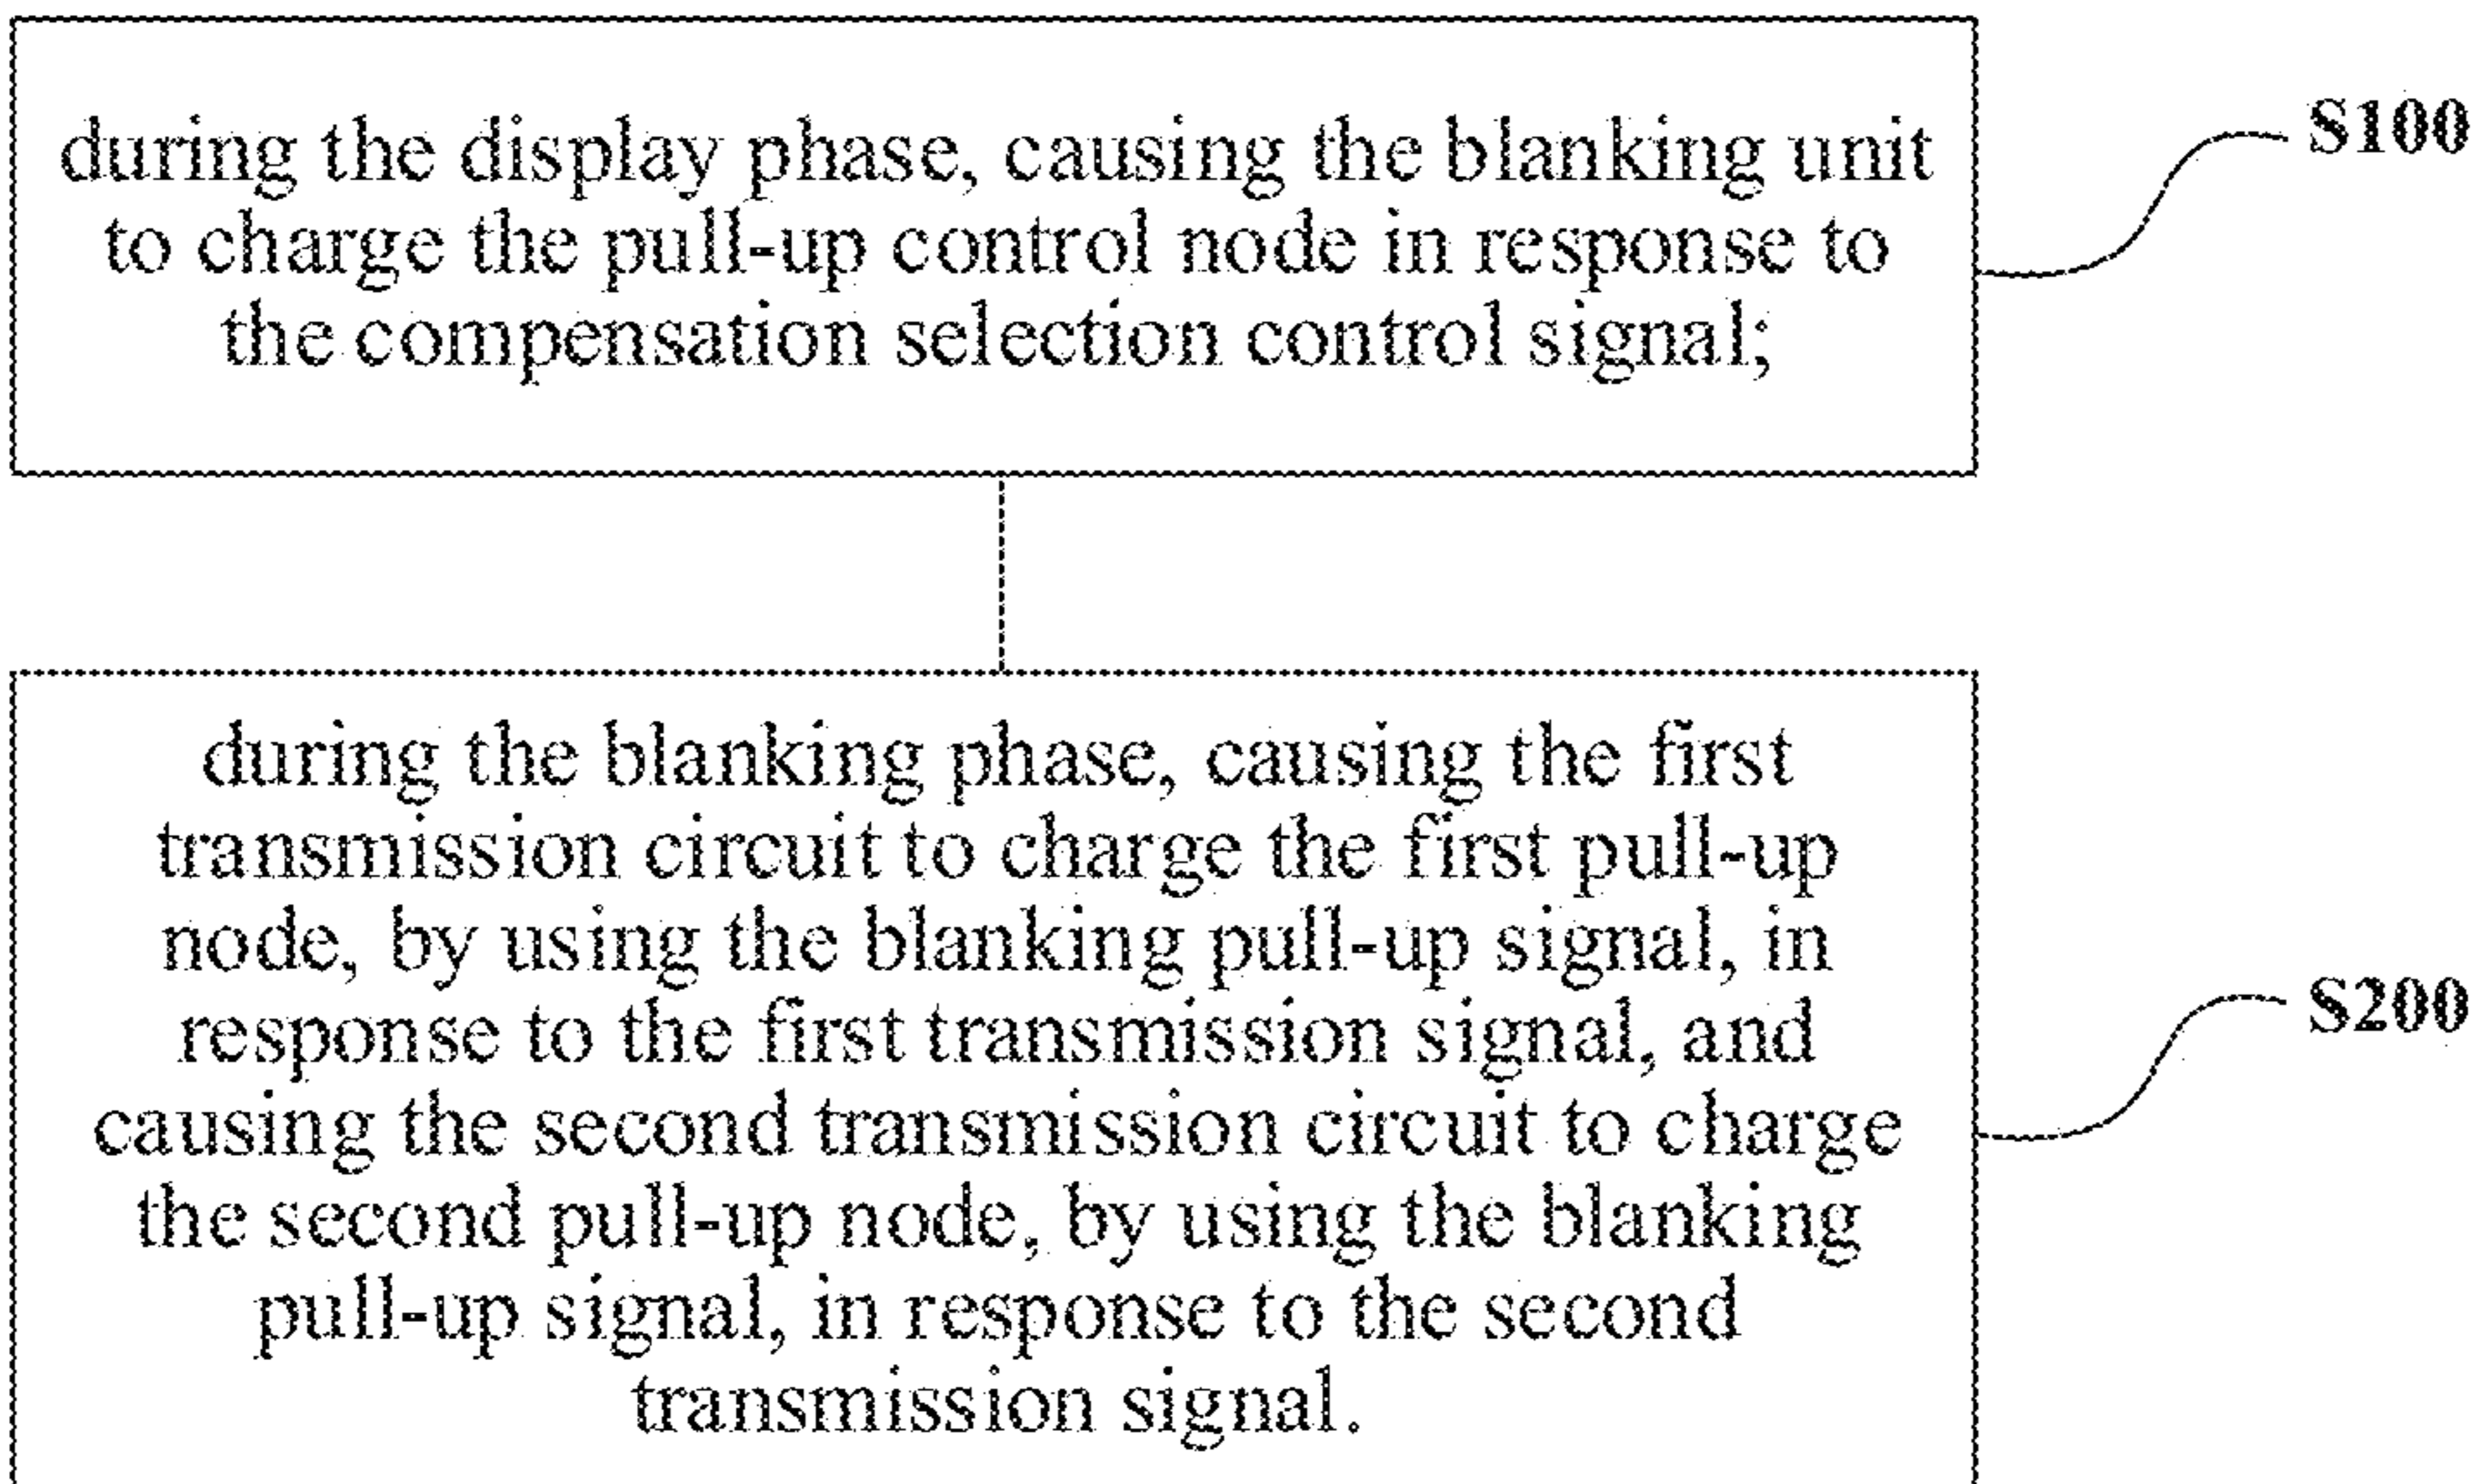 during the display phase, causing the blanking unit
to charge the pull-up control node in response to
the compensation selection control signal;
S100
during the blanking phase, causing the first
transmission circuit to charge the first pull-up
node, by using the blanking pull-up signal, in
response to the first transmission signal, and
causing the second transmission circuit to charge
the second pull-up node, by using the blanking
pull-up signal, in response to the second
transmission signal.
S200